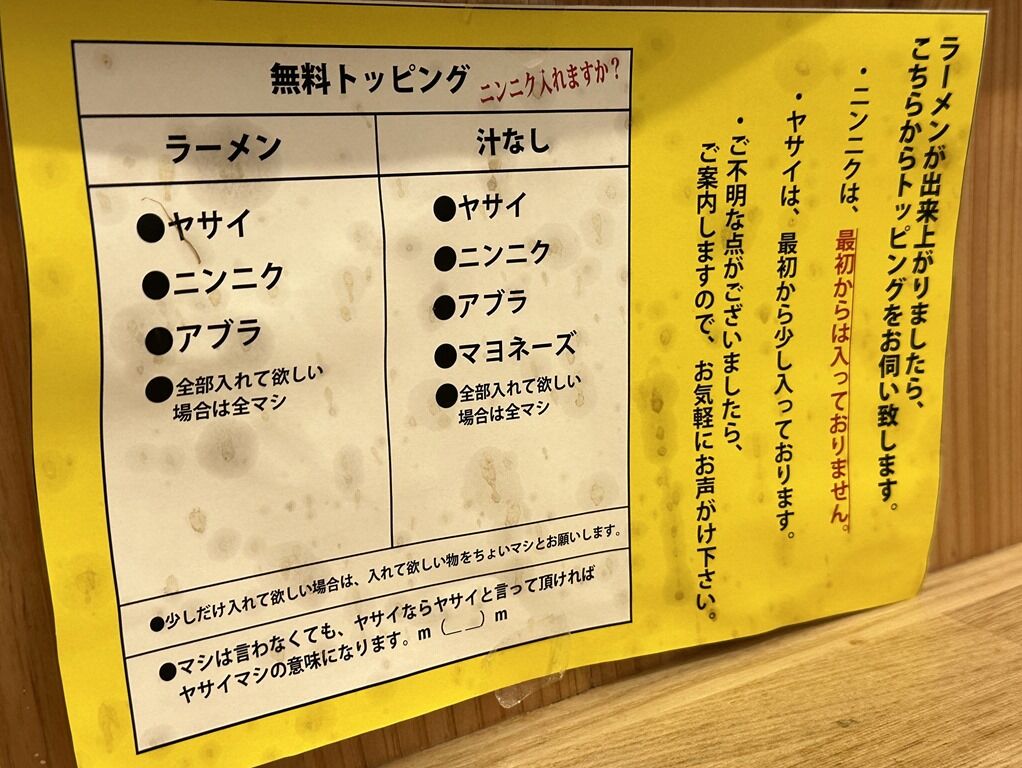 ラーメンが出来上がりましたら、
こちらからトッピングをお伺い致します。
・ニンニクは、最初からは入っておりません。
・ヤサイは、最初から少し入っております。
・ご不明な点がございましたら、
ご案内しますので、お気軽にお声がけ下さい。
無料トッピング ニンニク入れますか？
ラーメン
●ヤサイ
●ニンニク
●アブラ
●全部入れて欲しい
場合は全マシ
汁なし
●ヤサイ
●ニンニク
●アブラ
●マヨネーズ
●全部入れて欲しい
場合は全マシ
●少しだけ入れて欲しい場合は、入れて欲しい物をちょいマシとお願いします。
●マシは言わなくても、ヤサイならヤサイと言って頂ければ
ヤサイマシの意味になります。m（＿ ＿）m